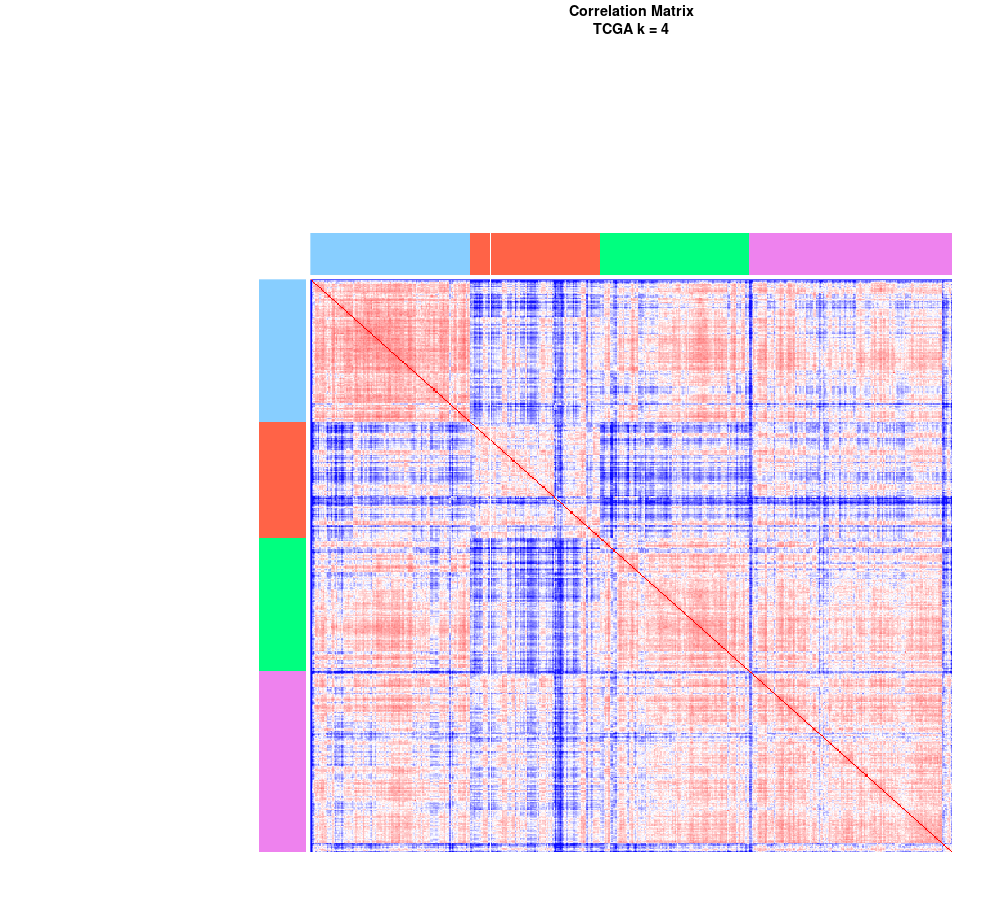 Correlation Matrix
TCGA k = 4